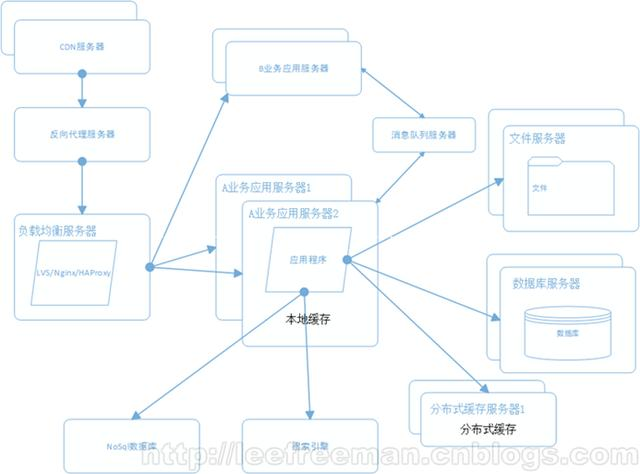 CDN服务器
反向代理服务器
负载均衡服务器
LVS/Nginx/HAProxy
B业务应用服务器
消息队列服务器
A业务应用服务器1
A业务应用服务器2
应用程序
本地缓存
文件服务器
文件
数据库服务器
数据库
分布式缓存服务器1
分布式缓存
NoSql数据库
搜索引擎
http://leefreeman.cnblogs.com